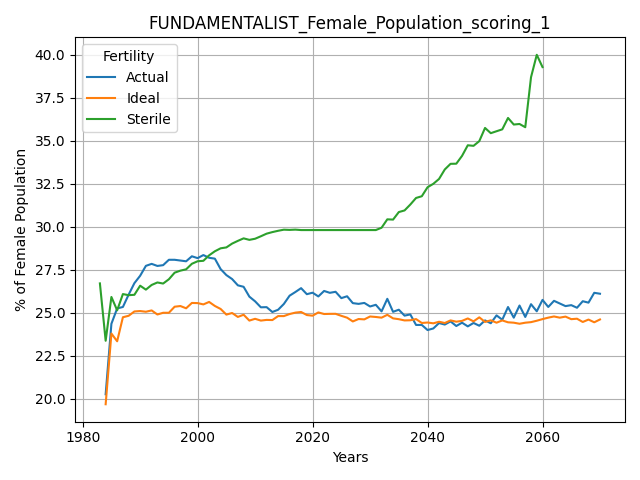 FUNDAMENTALIST_Female_Population_scoring_1
Fertility
Actual
Ideal
Sterile
% of Female Population
40.0
37.5
35.0
32.5
30.0
27.5
25.0
22.5
20.0
1980
2000
2020
2040
2060
Years